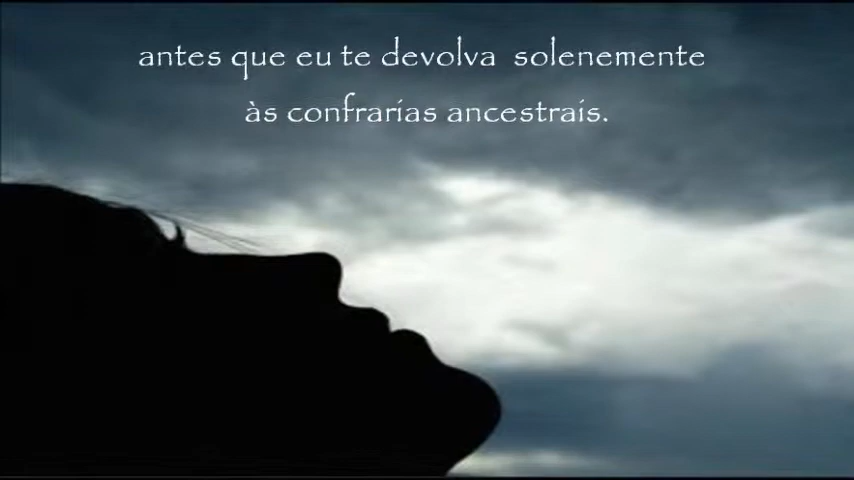 antes que eu te devolva solenemente
às confrarias ancestrais.